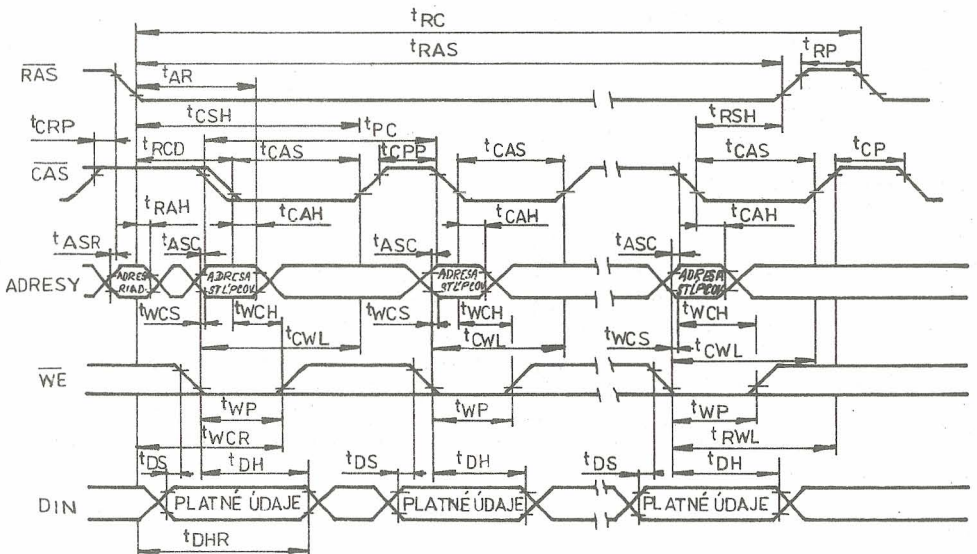 tRC
tRAS
tRP
RAS
tAR
tCRP
tCSH
tPC
tRSH
tRCD
tCAS
tCPP
tCAS
tCAS
tCP
CAS
tRAH
tCAH
tCAH
tCAH
tASR
tASC
tASC
tASC
ADRESY
ADRES RIAD.
ADRESA STĹPCOV
ADRESA STĹPCOV
ADRESA STĹPCOV
tWCS
tWCH
tWCS
tWCH
tWCS
tWCH
tCWL
tCWL
tCWL
WE
tWP
tWP
tWP
tWCR
tRWL
tDS
tDH
tDS
tDH
tDS
tDH
DIN
PLATNÉ ÚDAJE
PLATNÉ ÚDAJE
PLATNÉ ÚDAJE
tDHR